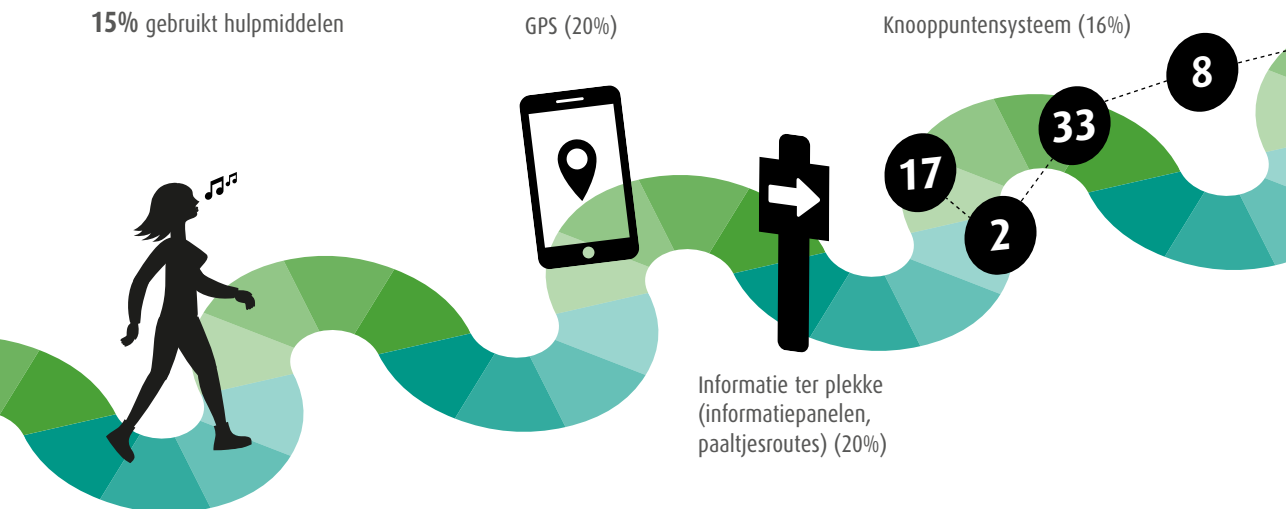 15% gebruikt hulpmiddelen
GPS (20%)
Knooppuntensysteem (16%)
8
33
17
2
Informatie ter plekke
(informatiepanelen,
paaltjesroutes) (20%)